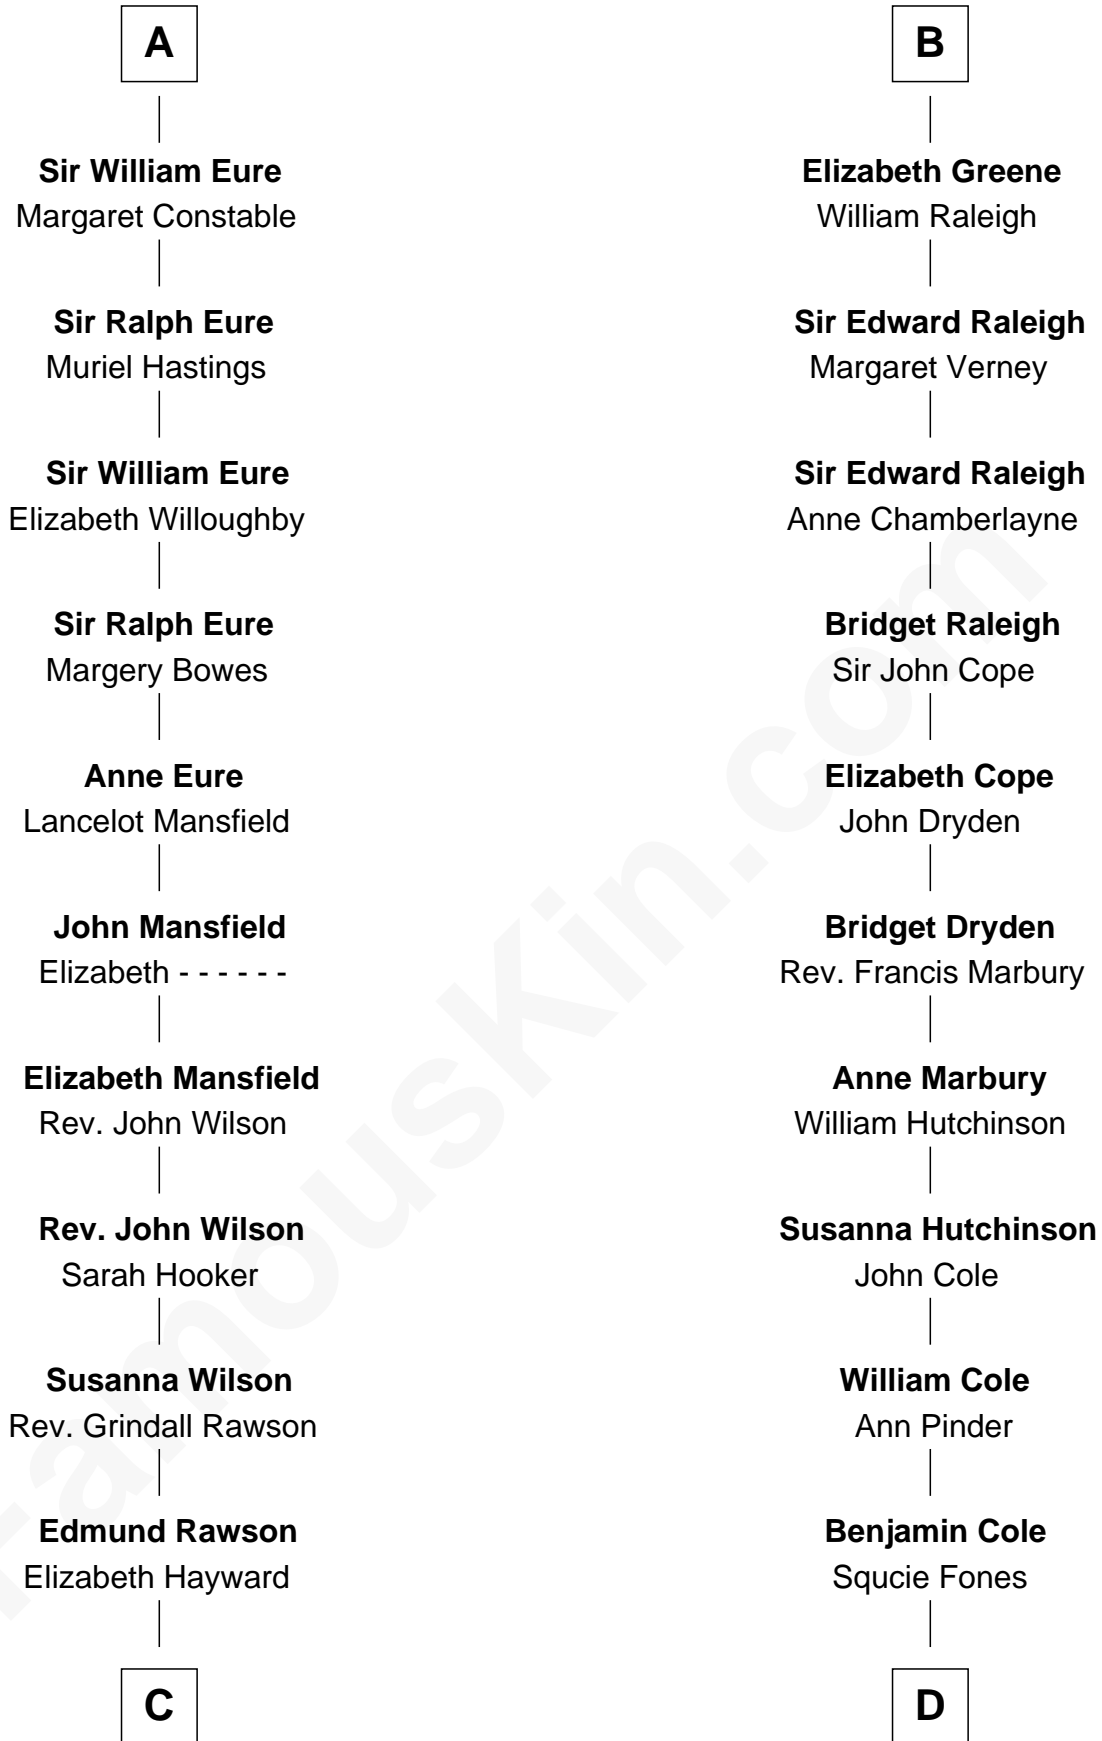 A
Sir William Eure
Margaret Constable
Sir Ralph Eure
Muriel Hastings
Sir William Eure
Elizabeth Willoughby
Sir Ralph Eure
Margery Bowes
Anne Eure
Lancelot Mansfield
John Mansfield
Elizabeth - - - - - -
Elizabeth Mansfield
Rev. John Wilson
Rev. John Wilson
Sarah Hooker
Susanna Wilson
Rev. Grindall Rawson
Edmund Rawson
Elizabeth Hayward
C
B
Elizabeth Greene
William Raleigh
Sir Edward Raleigh
Margaret Verney
Sir Edward Raleigh
Anne Chamberlayne
Bridget Raleigh
Sir John Cope
Elizabeth Cope
John Dryden
Bridget Dryden
Rev. Francis Marbury
Anne Marbury
William Hutchinson
Susanna Hutchinson
John Cole
William Cole
Ann Pinder
Benjamin Cole
Squcie Fones
D
FamousKin.com